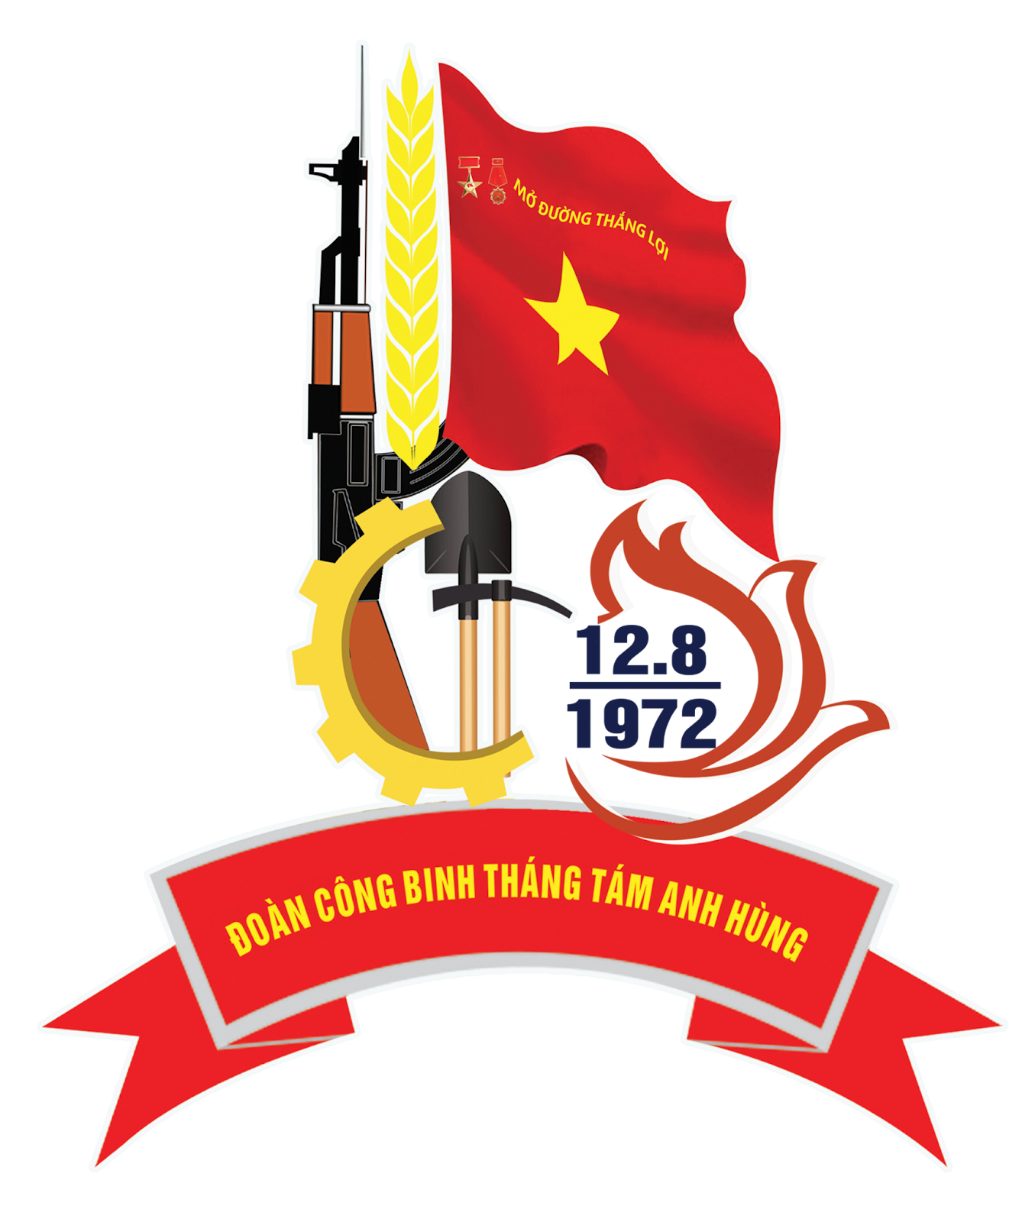 MỞ ĐƯỜNG THẮNG LỢI
12.8
1972
ĐOÀN CÔNG BINH THÁNG TÁM ANH HÙNG